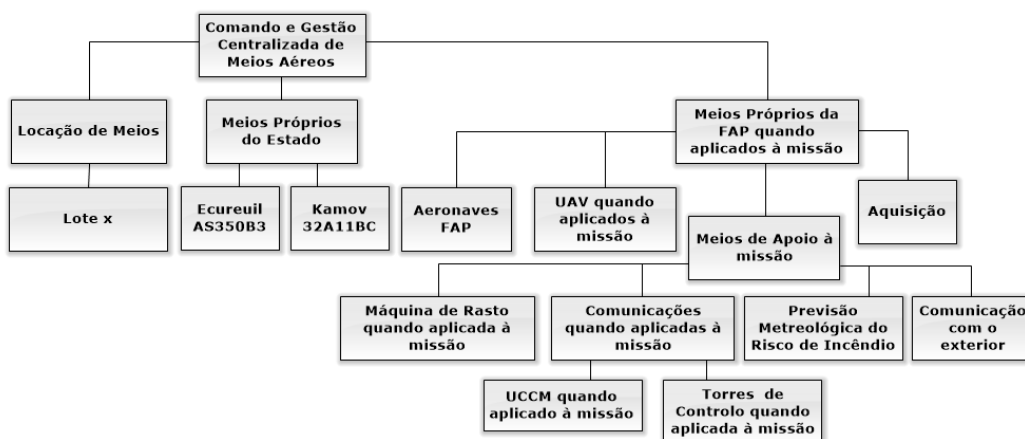 Comando e Gestão
Centralizada de
Meios Aéreos
Locação de Meios
Meios Próprios
do Estado
Meios Próprios da
FAP quando
aplicados à missão
Lote x
Ecureuil
AS350B3
Kamov
32A11BC
Aeronaves
FAP
UAV quando
aplicados à
missão
Aquisição
Meios de Apoio à
missão
Máquina de Rasto
quando aplicada à
missão
Comunicações
quando aplicadas à
missão
Previsão
Metreológica do
Risco de Incêndio
Comunicação
com o
exterior
UCCM quando
aplicado à missão
Torres de
Controlo quando
aplicada à missão